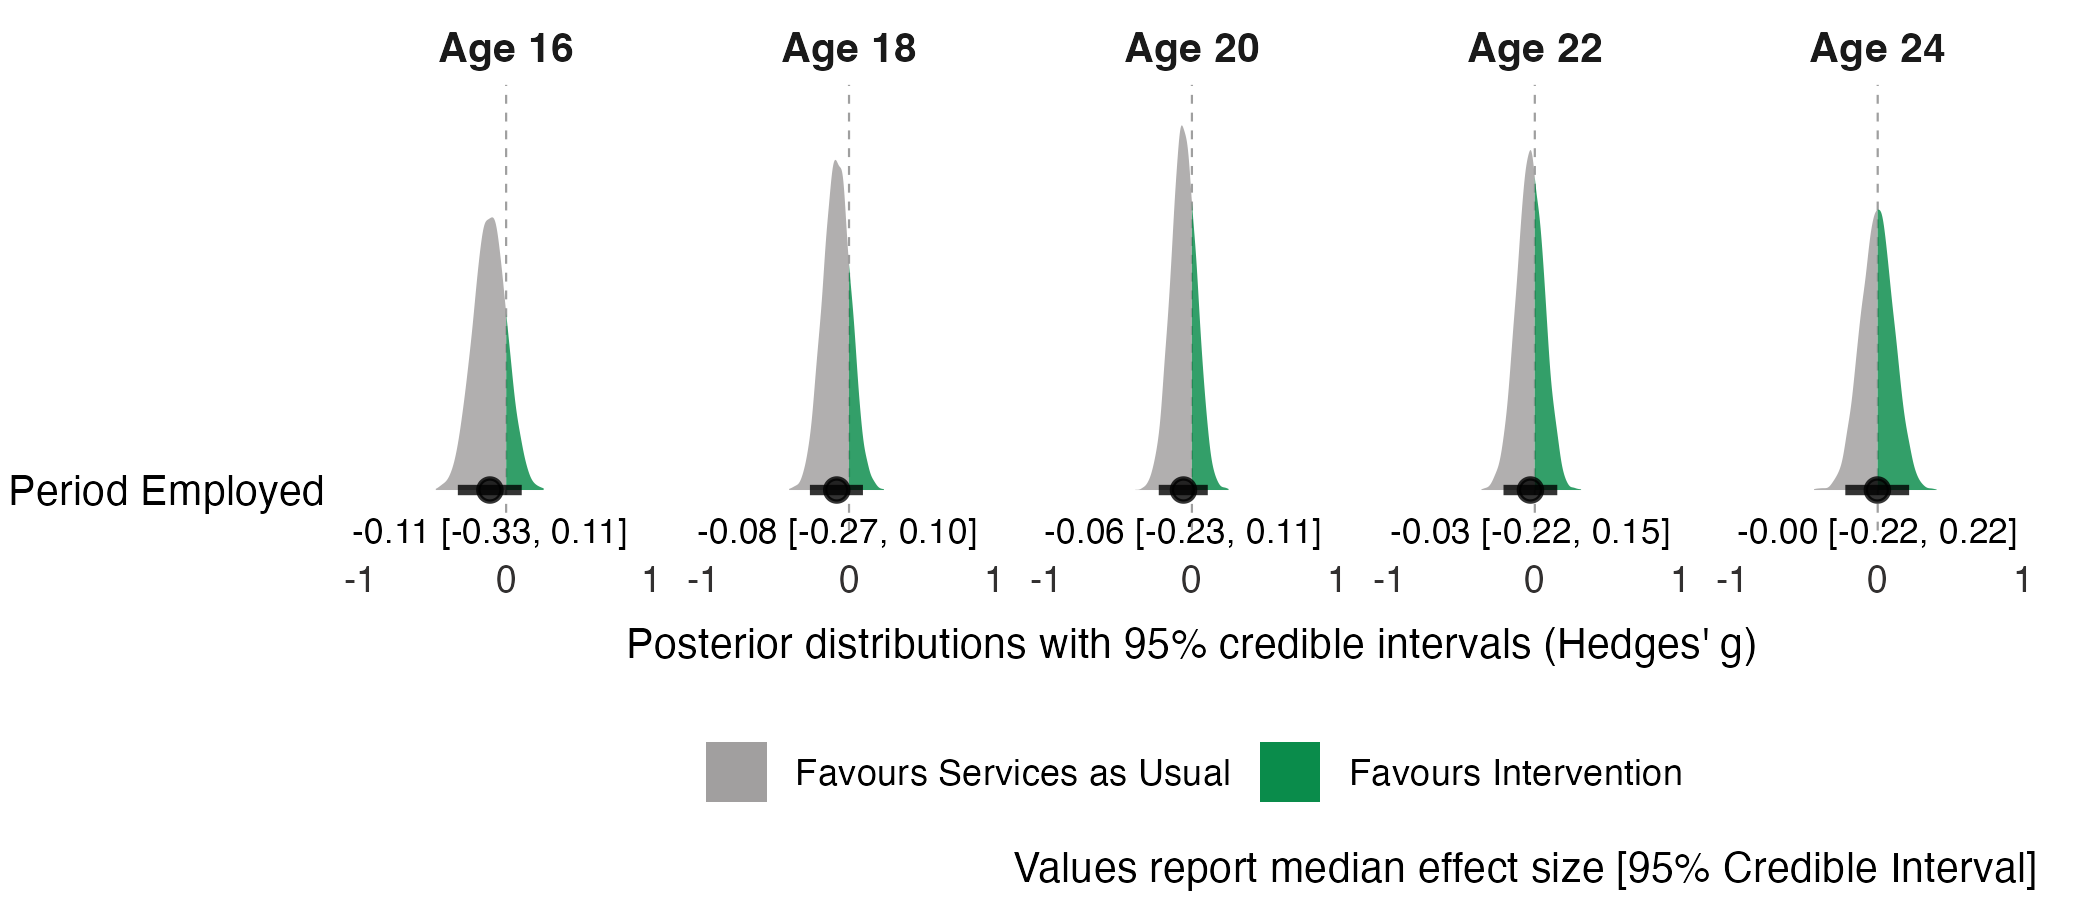 Age 16 Age 18 Age 20 Age 22 Age 24
Period Employed
-0.11 [-0.33, 0.11] -0.08 [-0.27, 0.10] -0.06 [-0.23, 0.11] -0.03 [-0.22, 0.15] -0.00 [-0.22, 0.22]
-1 0 1 -1 0 1 -1 0 1 -1 0 1 -1 0 1
Posterior distributions with 95% credible intervals (Hedges' g)
Favours Services as Usual Favours Intervention
Values report median effect size [95% Credible Interval]